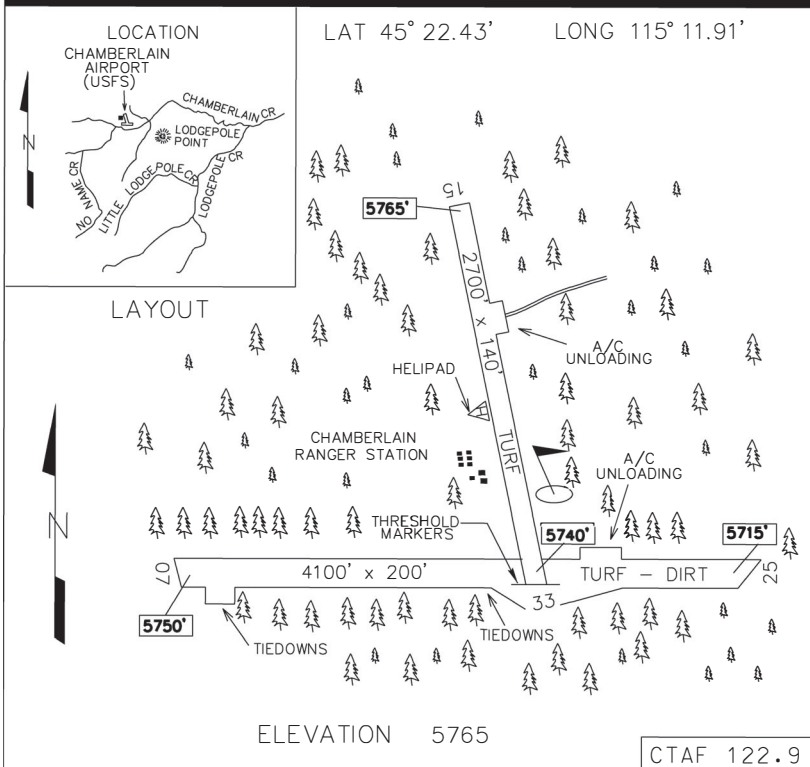 LAT 45° 22.43' LONG 115° 11.91'
LOCATION
CHAMBERLAIN
AIRPORT
(USFS)
N
CHAMBERLAIN CR
LODGEPOLE
POINT
NO NAME CR
LITTLE LODGEPOLE CR
LODGEPOLE CR
LAYOUT
15
5765'
2700' x 140'
TURF
A/C
UNLOADING
HELIPAD
H
CHAMBERLAIN
RANGER STATION
A/C
UNLOADING
N
THRESHOLD
MARKERS
5740'
5715'
07
4100' x 200'
TURF - DIRT
25
33
5750'
TIEDOWNS
TIEDOWNS
ELEVATION 5765
CTAF 122.9